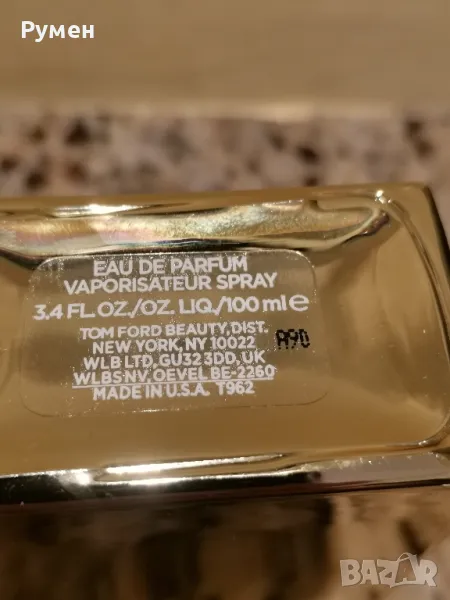 Румен
EAU DE PARFUM
VAPORISATEUR SPRAY
3.4 FL.OZ./OZ. LIQ./100 ml e
TOM FORD BEAUTY, DIST.
NEW YORK, NY 10022
WLB LTD, GU32 3DD, UK
WLBS-NV, OEVEL BE-2260
MADE IN U.S.A. T962
A90
BAZAR